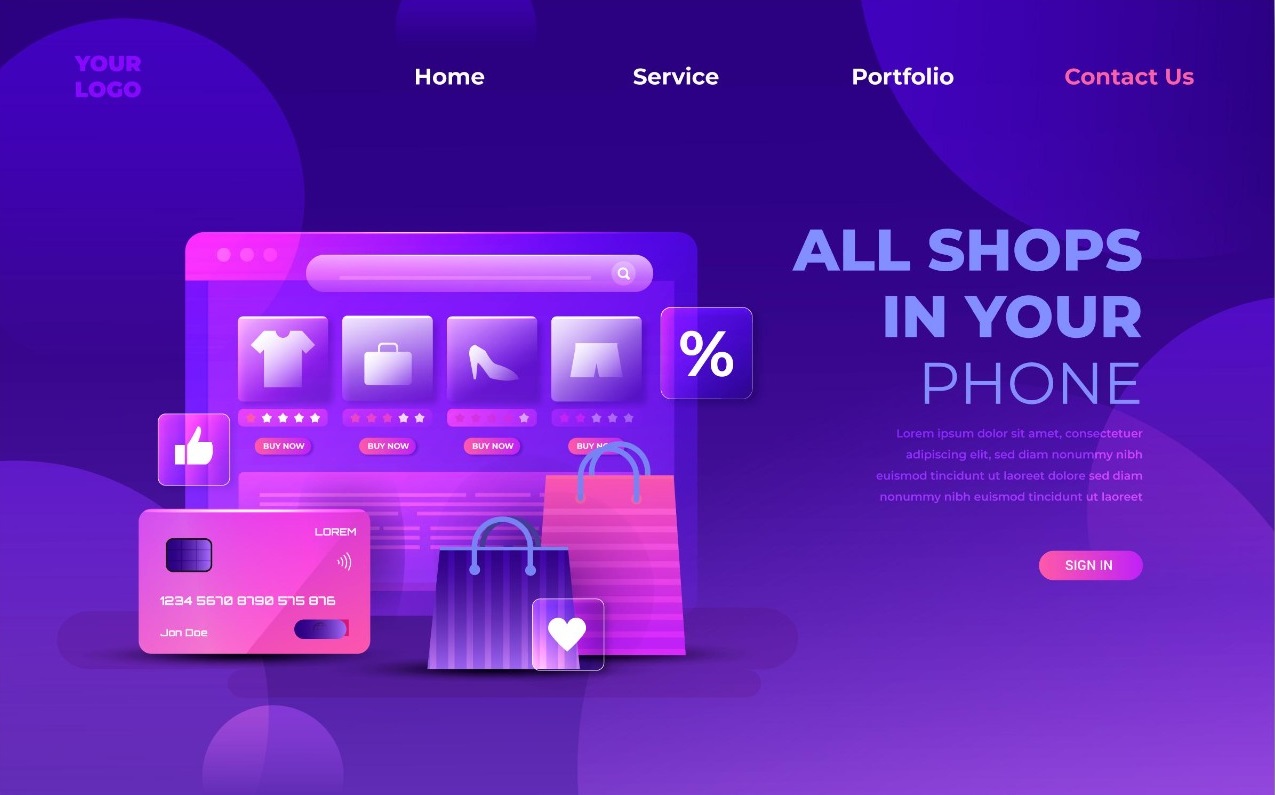 YOUR
LOGO
Home
Service
Portfolio
Contact Us
ALL SHOPS
IN YOUR
PHONE
Lorem ipsum dolor sit amet, consectetuer
adipiscing elit, sed diam nonummy nibh
euismod tincidunt ut laoreet dolore sed diam
nonummy nibh euismod tincidunt ut laoreet
SIGN IN
%
BUY NOW
BUY NOW
BUY NOW
BUY NOW
LOREM
1234 5670 8790 575 876
Jon Doe